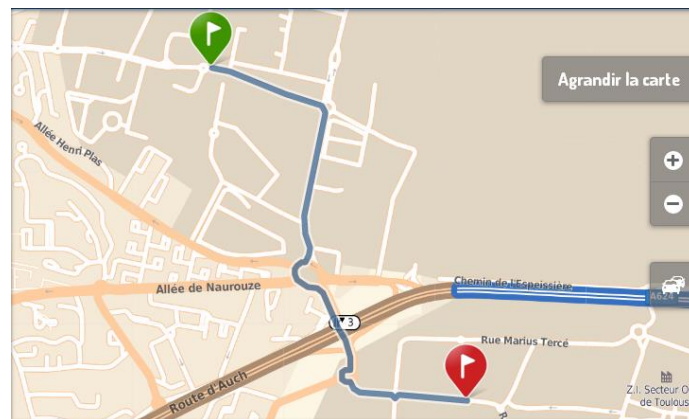 Agrandir la carte
Allée Henri Plas
Chemin de l'Espeissière
A624
Allée de Naurouze
3
Rue Marius Tercé
Route d'Auch
Z.I. Secteur O
de Toulous
R